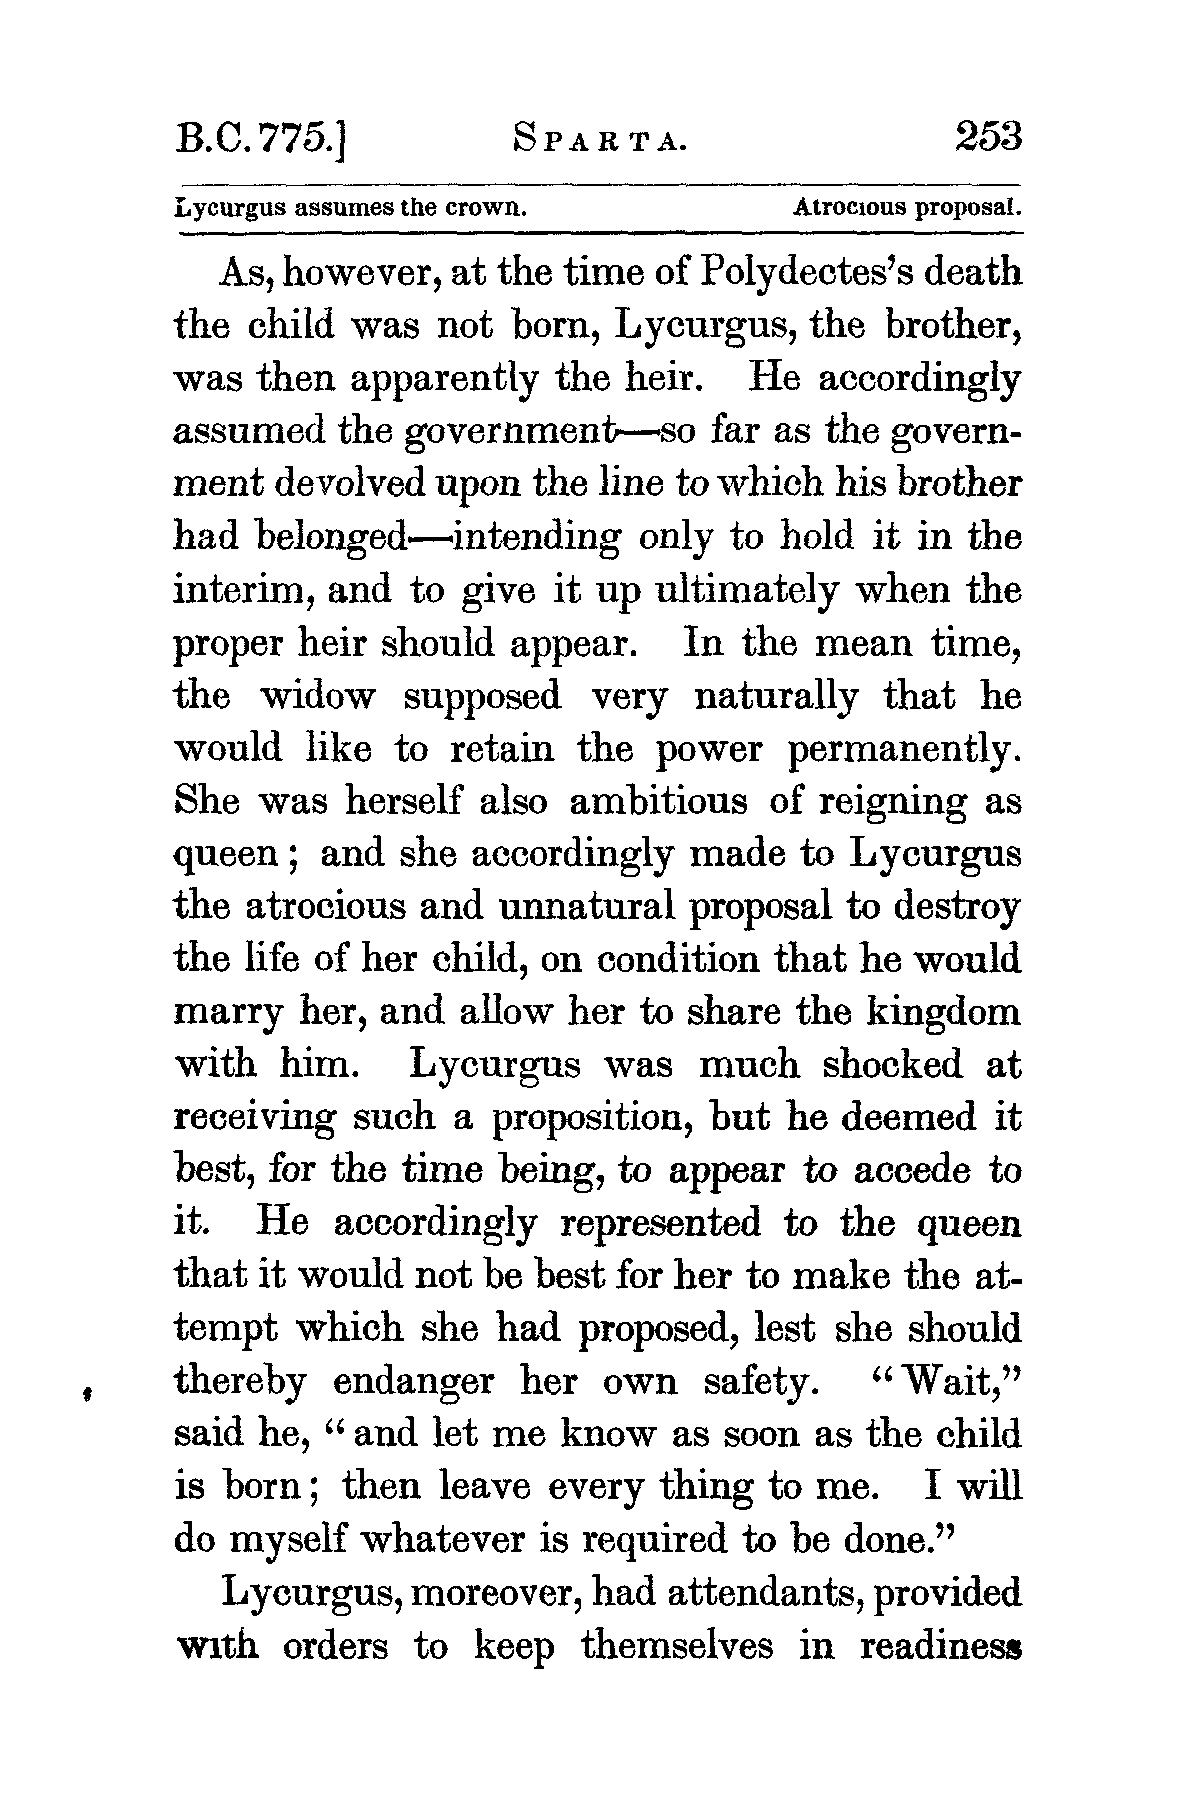 B.C. 775.] SPARTA. 253
Lycurgus assumes the crown. Atrocious proposal.
As, however, at the time of Polydectes's death
the child was not born, Lycurgus, the brother,
was then apparently the heir. He accordingly
assumed the government—so far as the govern-
ment devolved upon the line to which his brother
had belonged—intending only to hold it in the
interim, and to give it up ultimately when the
proper heir should appear. In the mean time,
the widow supposed very naturally that he
would like to retain the power permanently.
She was herself also ambitious of reigning as
queen; and she accordingly made to Lycurgus
the atrocious and unnatural proposal to destroy
the life of her child, on condition that he would
marry her, and allow her to share the kingdom
with him. Lycurgus was much shocked at
receiving such a proposition, but he deemed it
best, for the time being, to appear to accede to
it. He accordingly represented to the queen
that it would not be best for her to make the at-
tempt which she had proposed, lest she should
thereby endanger her own safety. "Wait,"
said he, "and let me know as soon as the child
is born; then leave every thing to me. I will
do myself whatever is required to be done."
Lycurgus, moreover, had attendants, provided
with orders to keep themselves in readiness